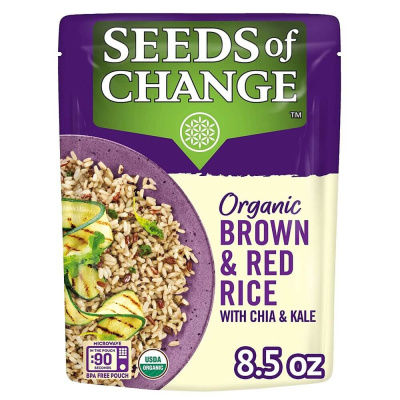 SEEDS of
CHANGE
™
Organic
BROWN
& RED
RICE
WITH CHIA & KALE
MICROWAVE
IN THE POUCH
:90
SECONDS
BPA FREE POUCH
USDA
ORGANIC
8.5 OZ